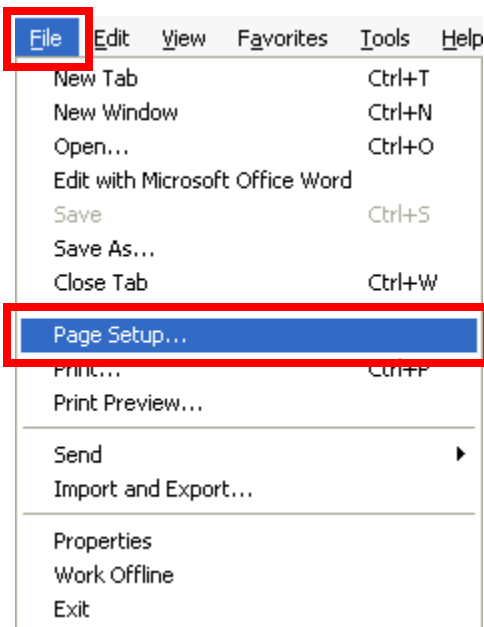 File Edit View Favorites Tools Help
New Tab Ctrl+T
New Window Ctrl+N
Open... Ctrl+O
Edit with Microsoft Office Word
Save Ctrl+S
Save As...
Close Tab Ctrl+W
Page Setup...
Print... Ctrl+P
Print Preview...
Send
Import and Export...
Properties
Work Offline
Exit